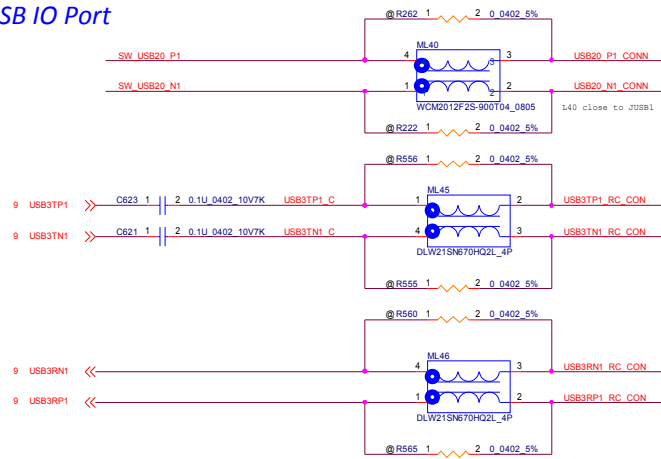 SB IO Port
@ R262 1 2 0_0402_5%
ML40
SW_USB20_P1 4 3 USB20_P1_CONN
3
SW_USB20_N1 1 2 USB20_N1_CONN
2
WCM2012F2S-900T04_0805 L40 close to JUSB1
@ R222 1 2 0_0402_5%
@ R556 1 2 0_0402_5%
ML45
9 USB3TP1 C623 1 2 0.1U_0402_10V7K USB3TP1_C 1 2 USB3TP1_RC_CON
9 USB3TN1 C621 1 2 0.1U_0402_10V7K USB3TN1_C 4 3 USB3TN1_RC_CON
DLW21SN670HQ2L_4P
@ R555 1 2 0_0402_5%
@ R560 1 2 0_0402_5%
ML46
9 USB3RN1 4 3 USB3RN1_RC_CON
9 USB3RP1 1 2 USB3RP1_RC_CON
DLW21SN670HQ2L_4P
@ R565 1 2 0_0402_5%